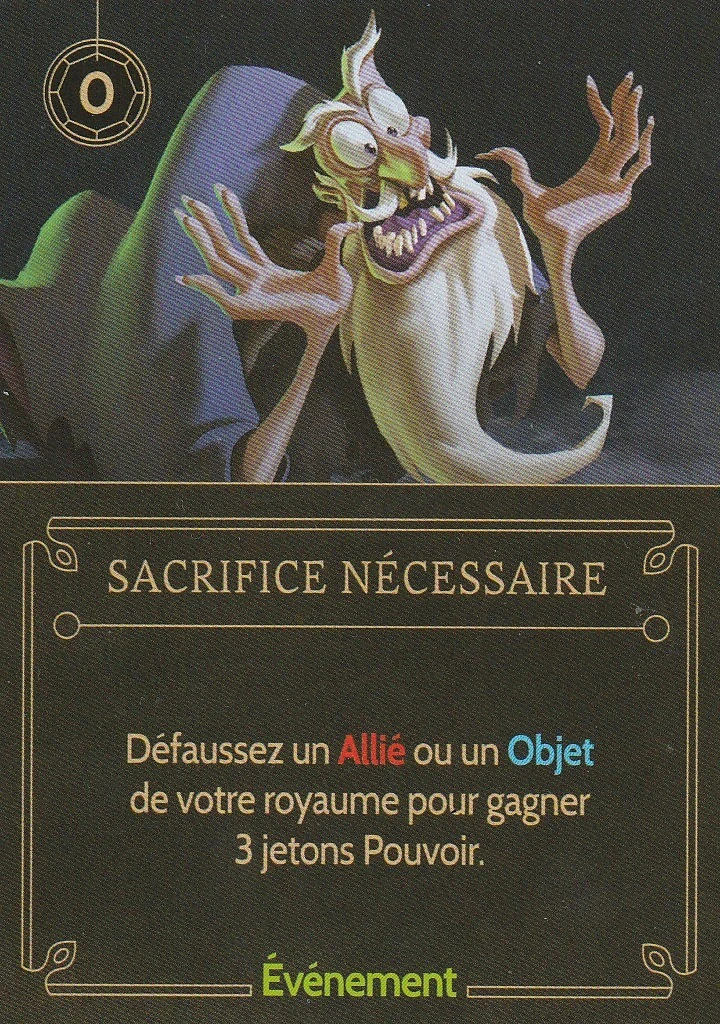 0
SACRIFICE NÉCESSAIRE
Défaussez un Allié ou un Objet
de votre royaume pour gagner
3 jetons Pouvoir.
Événement